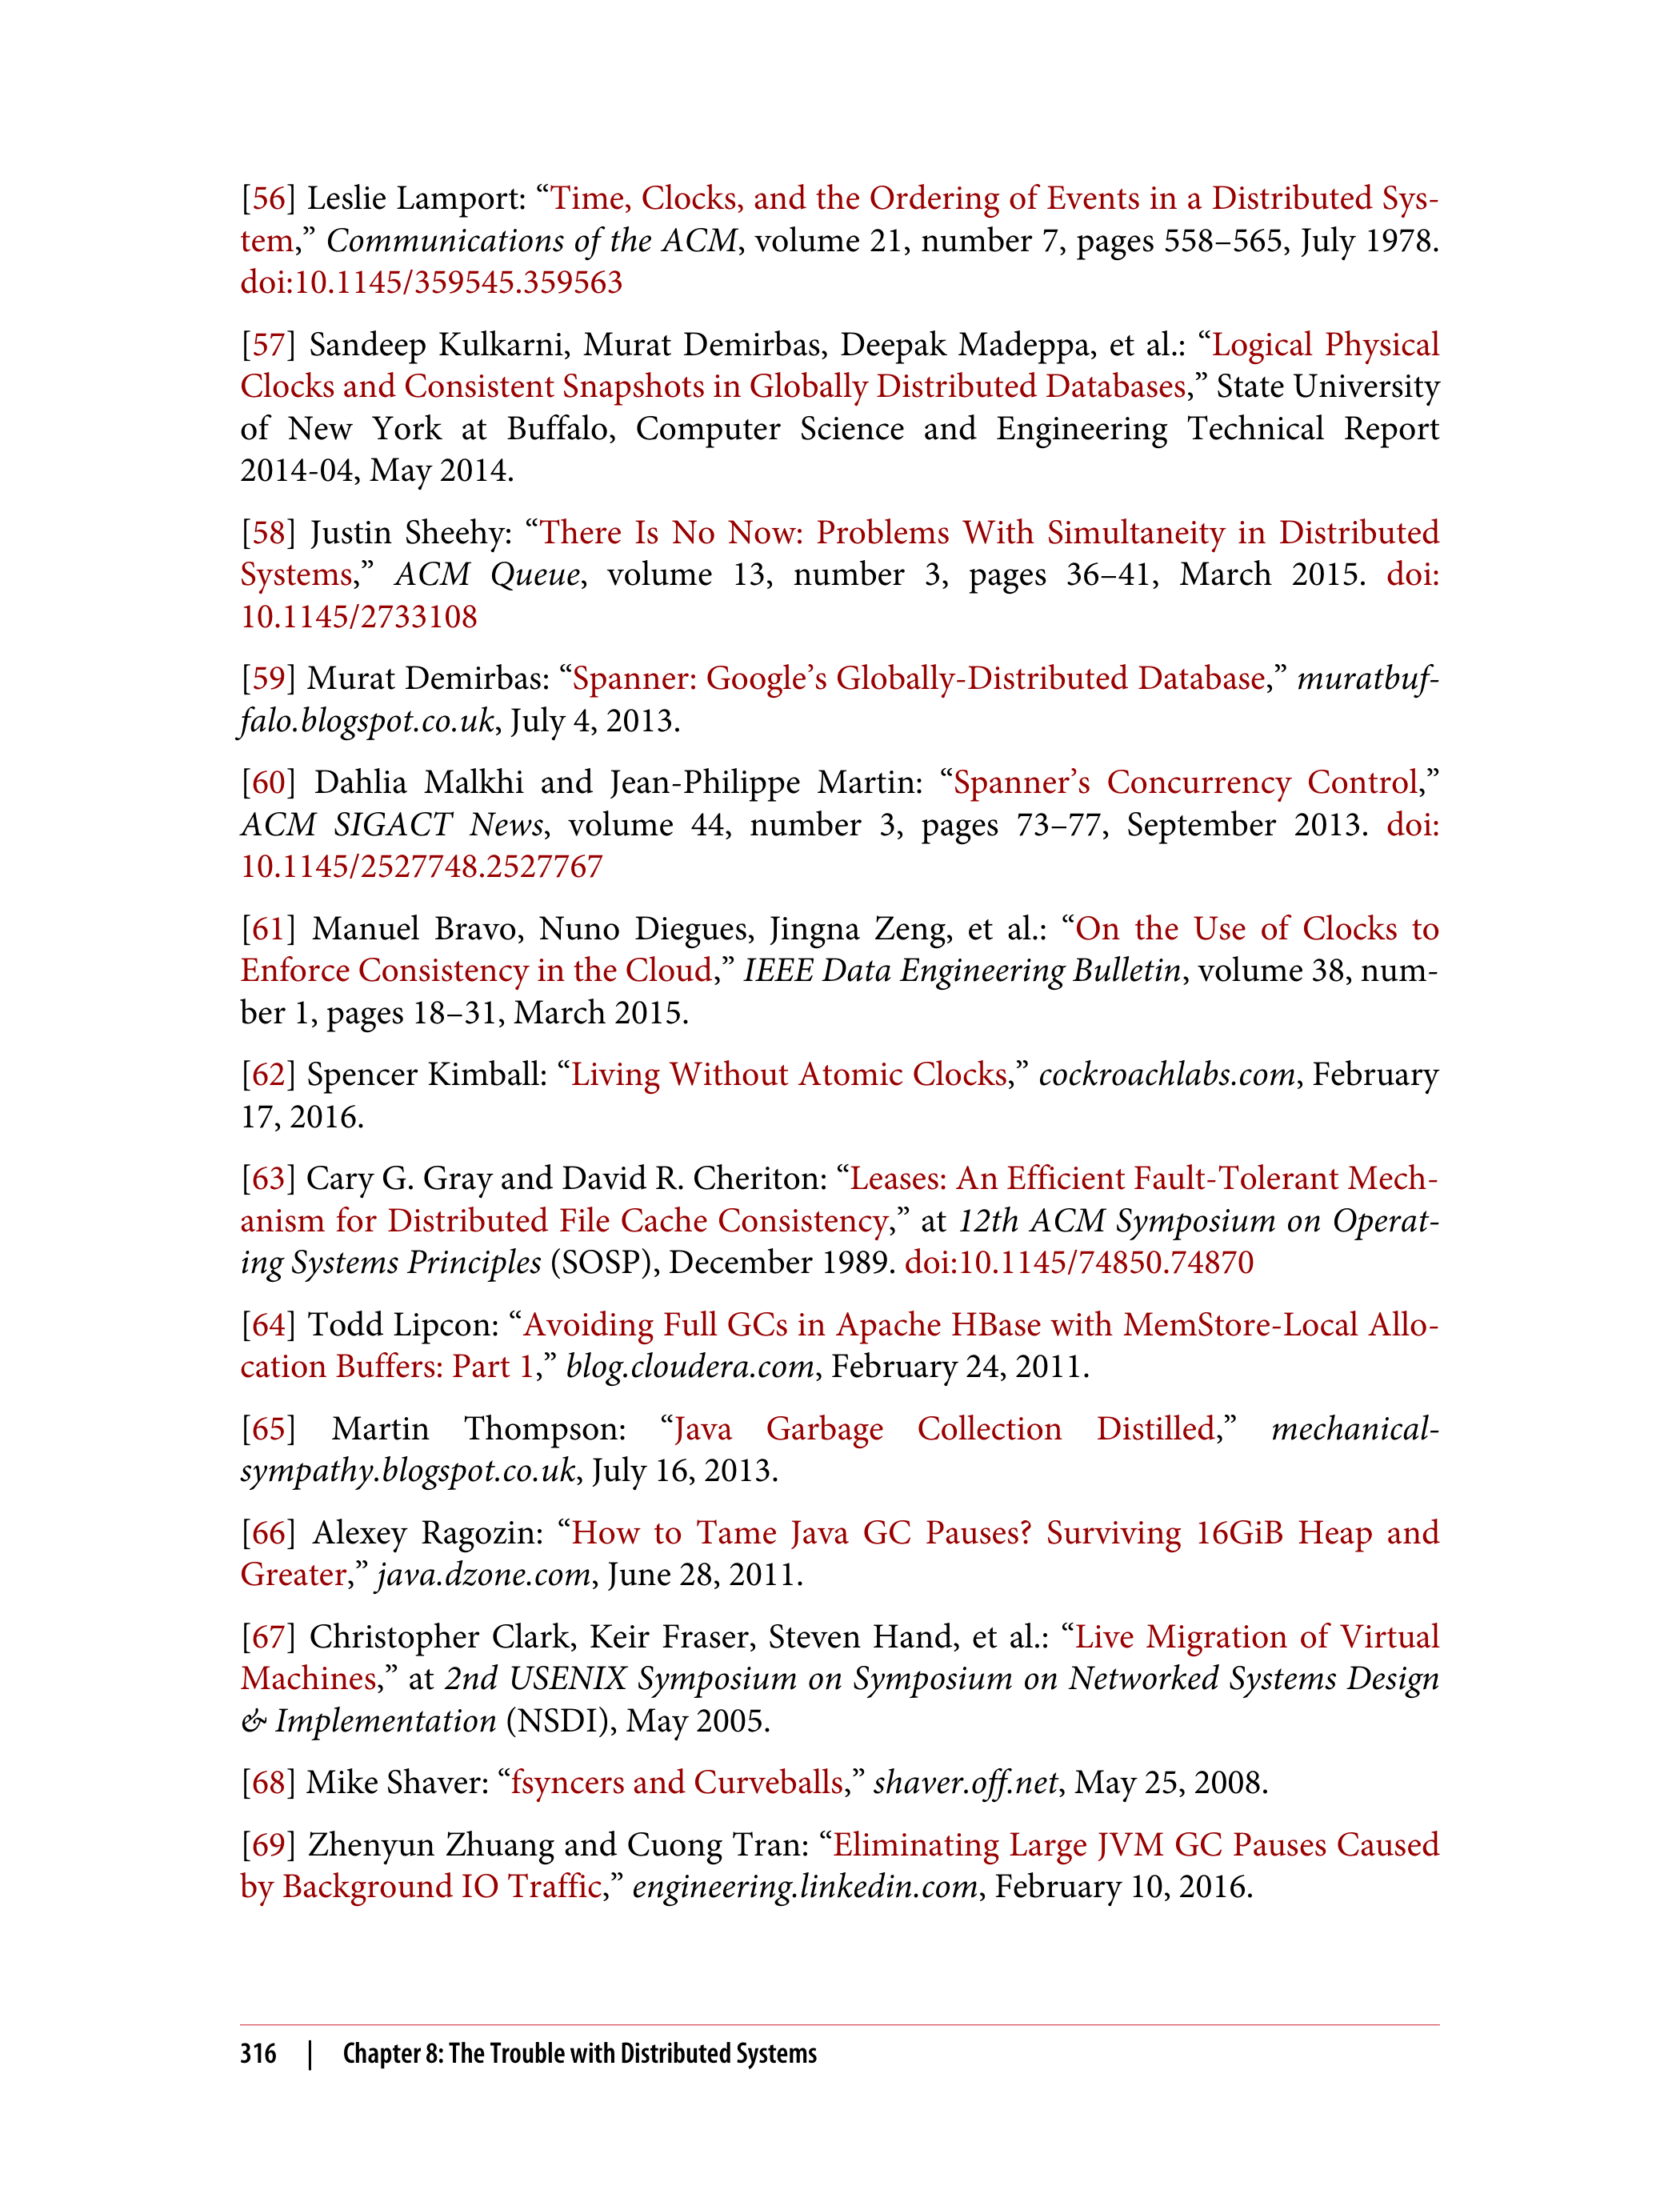 [56] Leslie Lamport: “Time, Clocks, and the Ordering of Events in a Distributed Sys-
tem,” Communications of the ACM, volume 21, number 7, pages 558–565, July 1978.
doi:10.1145/359545.359563
[57] Sandeep Kulkarni, Murat Demirbas, Deepak Madeppa, et al.: “Logical Physical
Clocks and Consistent Snapshots in Globally Distributed Databases,” State University
of New York at Buffalo, Computer Science and Engineering Technical Report
2014-04, May 2014.
[58] Justin Sheehy: “There Is No Now: Problems With Simultaneity in Distributed
Systems,” ACM Queue, volume 13, number 3, pages 36–41, March 2015. doi:
10.1145/2733108
[59] Murat Demirbas: “Spanner: Google’s Globally-Distributed Database,” muratbuf-
falo.blogspot.co.uk, July 4, 2013.
[60] Dahlia Malkhi and Jean-Philippe Martin: “Spanner’s Concurrency Control,”
ACM SIGACT News, volume 44, number 3, pages 73–77, September 2013. doi:
10.1145/2527748.2527767
[61] Manuel Bravo, Nuno Diegues, Jingna Zeng, et al.: “On the Use of Clocks to
Enforce Consistency in the Cloud,” IEEE Data Engineering Bulletin, volume 38, num-
ber 1, pages 18–31, March 2015.
[62] Spencer Kimball: “Living Without Atomic Clocks,” cockroachlabs.com, February
17, 2016.
[63] Cary G. Gray and David R. Cheriton: “Leases: An Efficient Fault-Tolerant Mech-
anism for Distributed File Cache Consistency,” at 12th ACM Symposium on Operat-
ing Systems Principles (SOSP), December 1989. doi:10.1145/74850.74870
[64] Todd Lipcon: “Avoiding Full GCs in Apache HBase with MemStore-Local Allo-
cation Buffers: Part 1,” blog.cloudera.com, February 24, 2011.
[65] Martin Thompson: “Java Garbage Collection Distilled,” mechanical-
sympathy.blogspot.co.uk, July 16, 2013.
[66] Alexey Ragozin: “How to Tame Java GC Pauses? Surviving 16GiB Heap and
Greater,” java.dzone.com, June 28, 2011.
[67] Christopher Clark, Keir Fraser, Steven Hand, et al.: “Live Migration of Virtual
Machines,” at 2nd USENIX Symposium on Symposium on Networked Systems Design
& Implementation (NSDI), May 2005.
[68] Mike Shaver: “fsyncers and Curveballs,” shaver.off.net, May 25, 2008.
[69] Zhenyun Zhuang and Cuong Tran: “Eliminating Large JVM GC Pauses Caused
by Background IO Traffic,” engineering.linkedin.com, February 10, 2016.
316 | Chapter 8: The Trouble with Distributed Systems